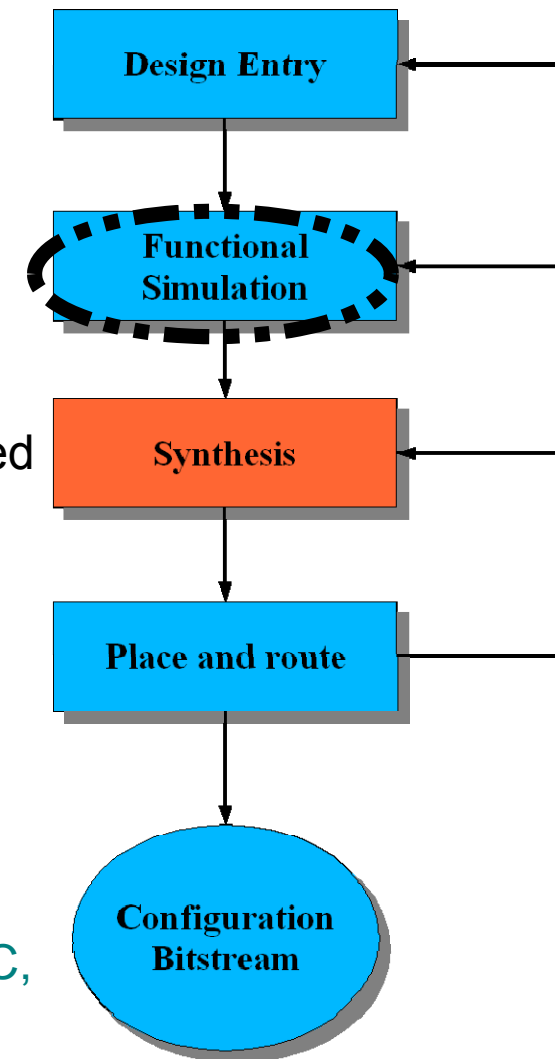 Design Entry
Functional
Simulation
ed
Synthesis
Place and route
Configuration
Bitstream
C,